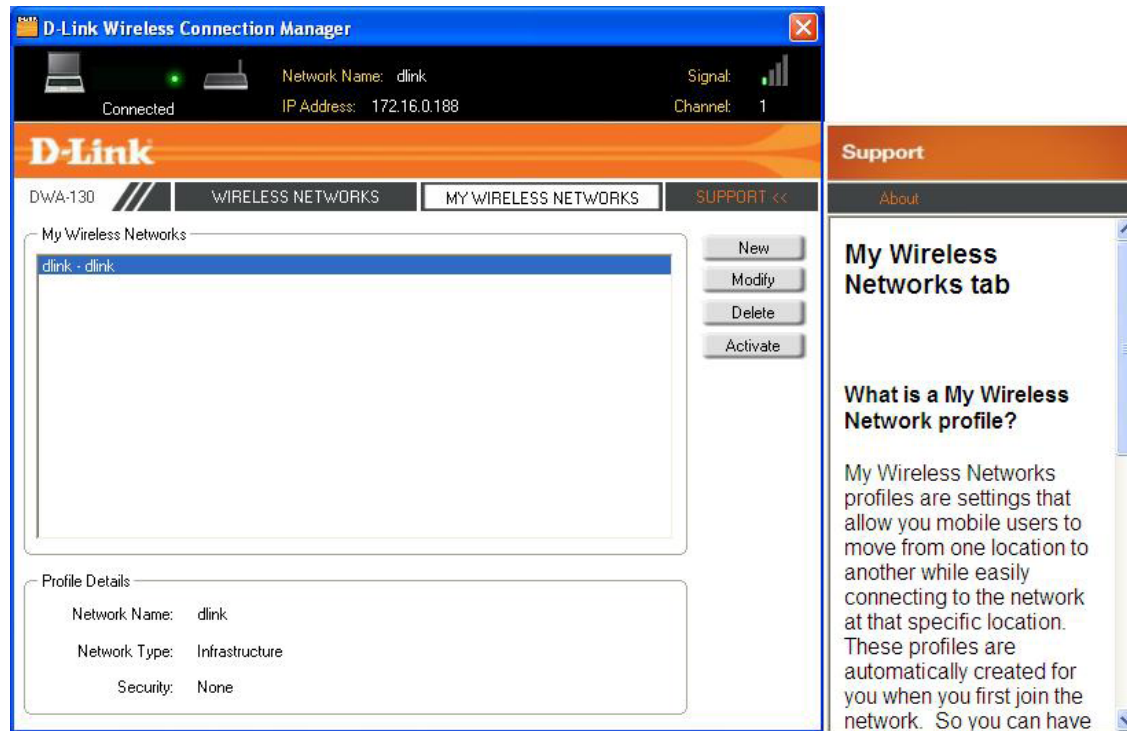 D-Link Wireless Connection Manager
Network Name: dlink
Signal:
Connected
IP Address: 172.16.0.188
Channel: 1
D-Link
DWA-130
WIRELESS NETWORKS
MY WIRELESS NETWORKS
SUPPORT <<
My Wireless Networks
dlink - dlink
New
Modify
Delete
Activate
Profile Details
Network Name: dlink
Network Type: Infrastructure
Security: None
Support
About
My Wireless
Networks tab
What is a My Wireless
Network profile?
My Wireless Networks
profiles are settings that
allow you mobile users to
move from one location to
another while easily
connecting to the network
at that specific location.
These profiles are
automatically created for
you when you first join the
network. So you can have